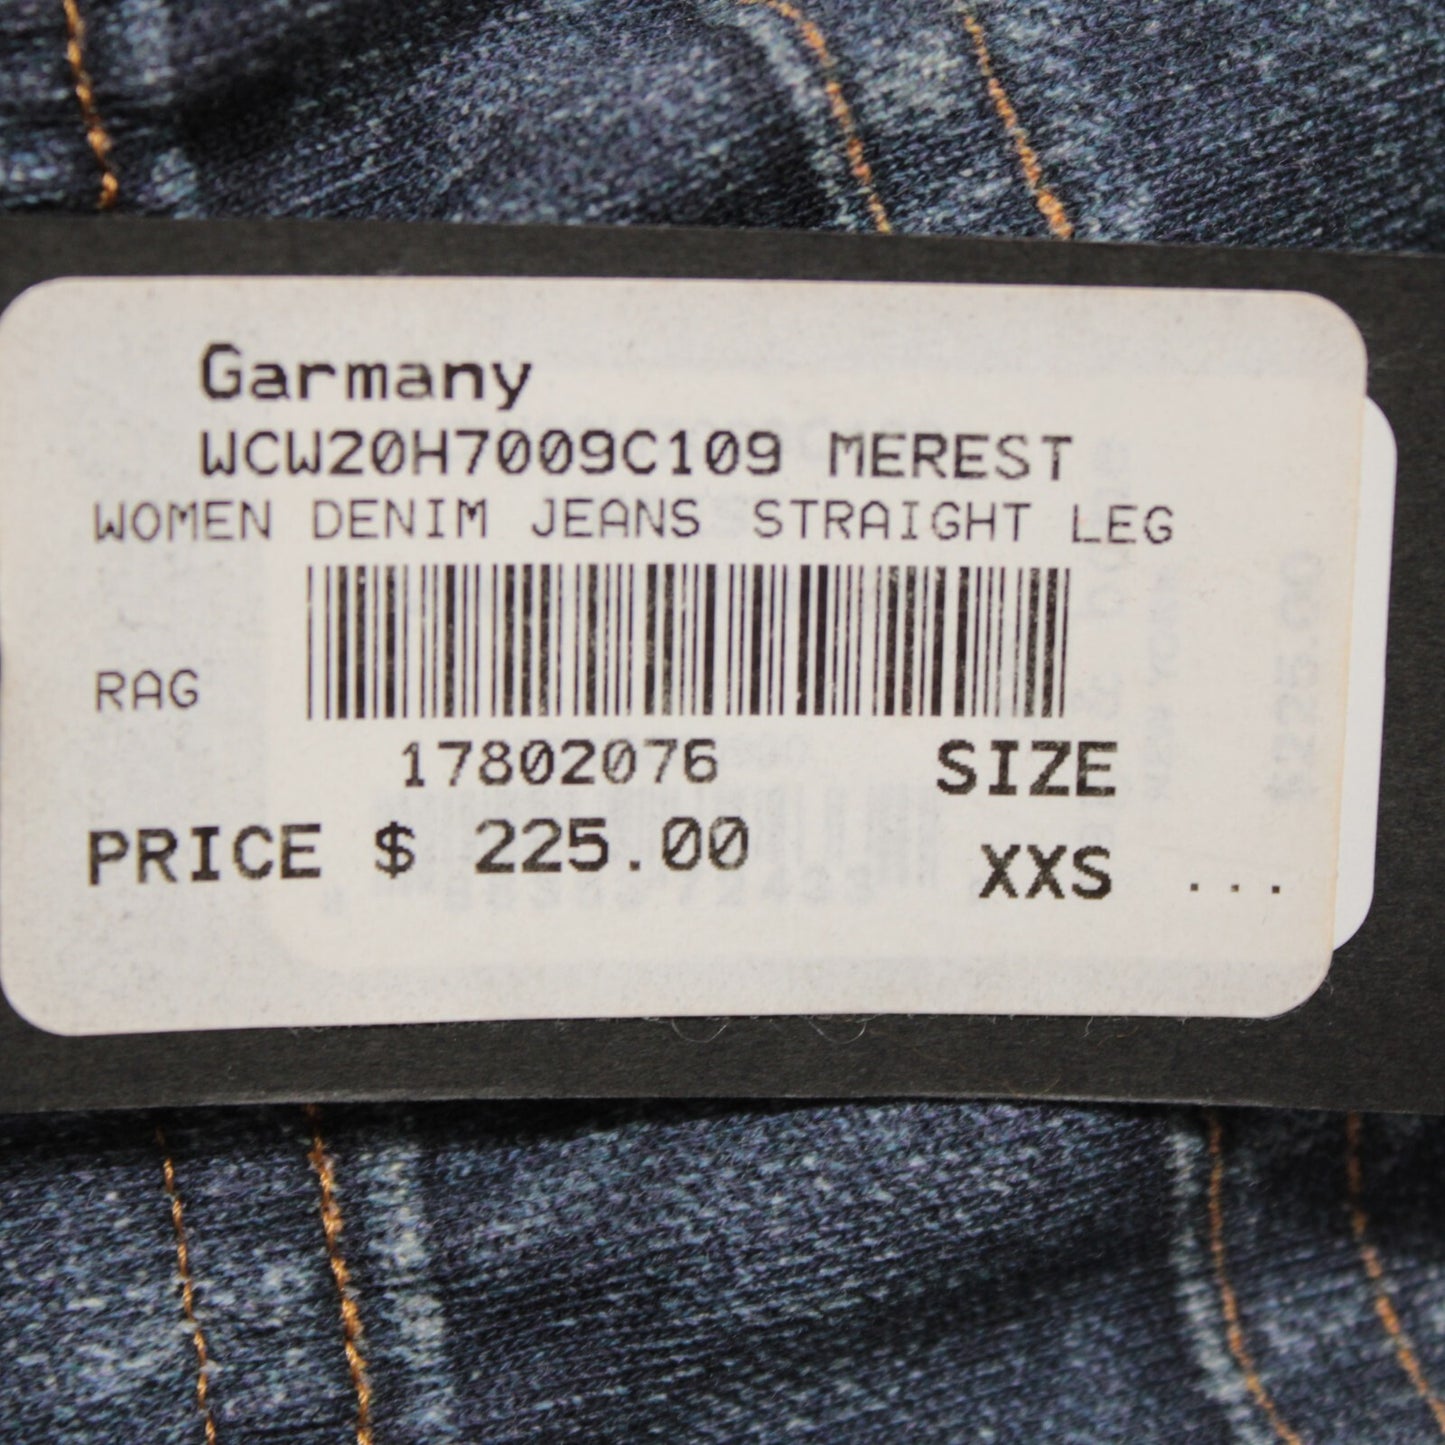 Garmany
WCW20H7009C109 MEREST
WOMEN DENIM JEANS STRAIGHT LEG
RAG
17802076 SIZE
PRICE $ 225.00 XXS ...